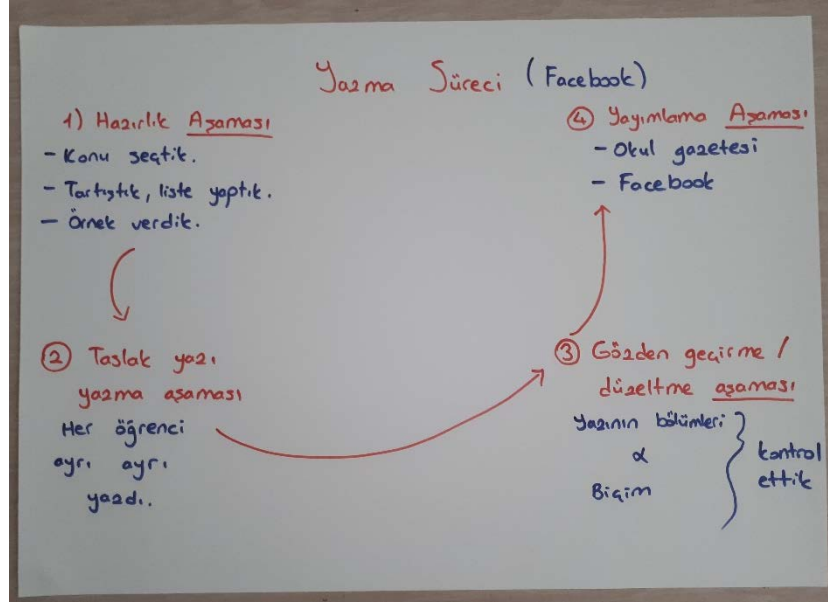 Yazma Süreci (Facebook)
1) Hazırlık Aşaması
- Konu seçtik.
- Tartıştık, liste yaptık.
- Örnek verdik.
② Taslak yazı
yazma aşaması
Her öğrenci
ayrı ayrı
yazdı.
③ Gözden geçirme /
düzeltme aşaması
Yazının bölümleri
Biçim
kontrol
ettik
④ Yayımlama Aşaması
- Okul gazetesi
- Facebook